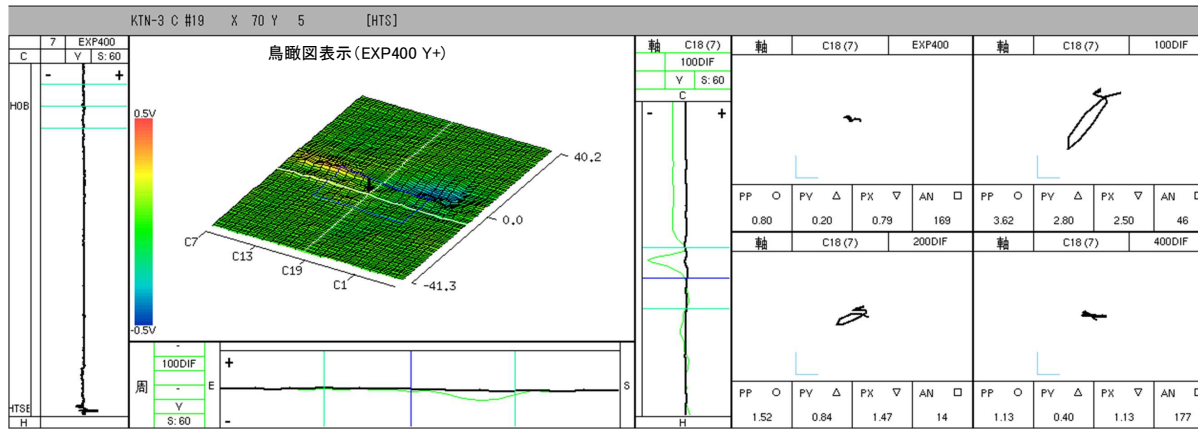 KTN-3 C #19 X 70 Y 5 [HTS]
7 EXP400
C Y S:60
- +
HOB
HTSE
H
鳥瞰図表示(EXP400 Y+)
0.5V
-0.5V
40.2
0.0
-41.3
C7
C13
C19
C1
周
-
100DIF
-
Y
S:60
E
+
-
S
軸 C18(7)
100DIF
Y S:60
C
- +
H
軸 C18(7) EXP400
PP ○ PY △ PX ▽ AN □
0.80 0.20 0.79 169
軸 C18(7) 100DIF
PP ○ PY △ PX ▽ AN □
3.62 2.80 2.50 46
軸 C18(7) 200DIF
PP ○ PY △ PX ▽ AN □
1.52 0.84 1.47 14
軸 C18(7) 400DIF
PP ○ PY △ PX ▽ AN □
1.13 0.40 1.13 177